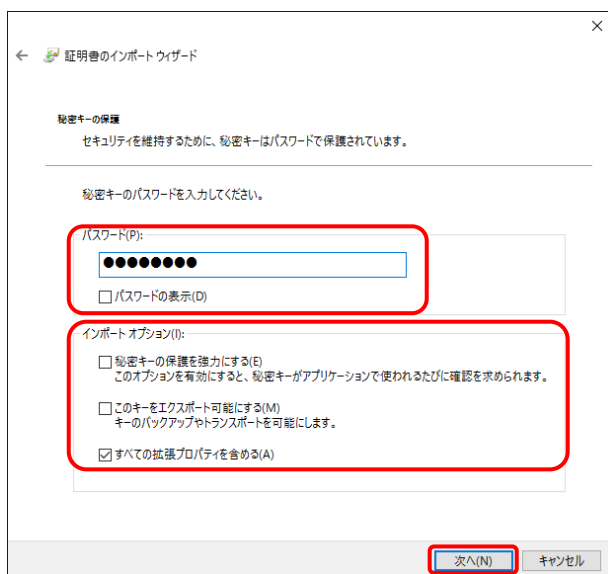 証明書のインポート ウィザード
秘密キーの保護
セキュリティを維持するために、秘密キーはパスワードで保護されています。
秘密キーのパスワードを入力してください。
パスワード(P):
●●●●●●●●
パスワードの表示(D)
インポート オプション(I):
秘密キーの保護を強力にする(E)
このオプションを有効にすると、秘密キーがアプリケーションで使われるたびに確認を求められます。
このキーをエクスポート可能にする(M)
キーのバックアップやトランスポートを可能にします。
すべての拡張プロパティを含める(A)
次へ(N)
キャンセル